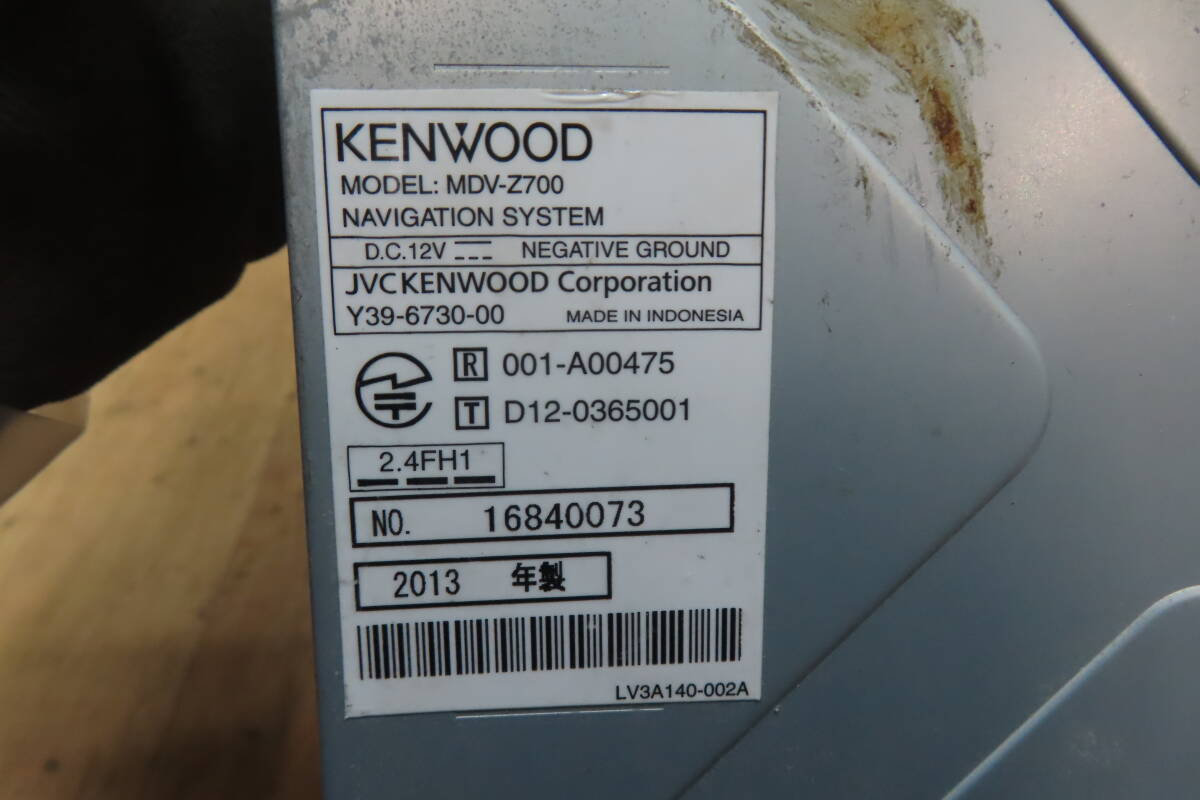 KENWOOD
MODEL: MDV-Z700
NAVIGATION SYSTEM
D.C.12V NEGATIVE GROUND
JVCKENWOOD Corporation
Y39-6730-00 MADE IN INDONESIA
R 001-A00475
T D12-0365001
2.4FH1
NO. 16840073
2013 年製
LV3A140-002A